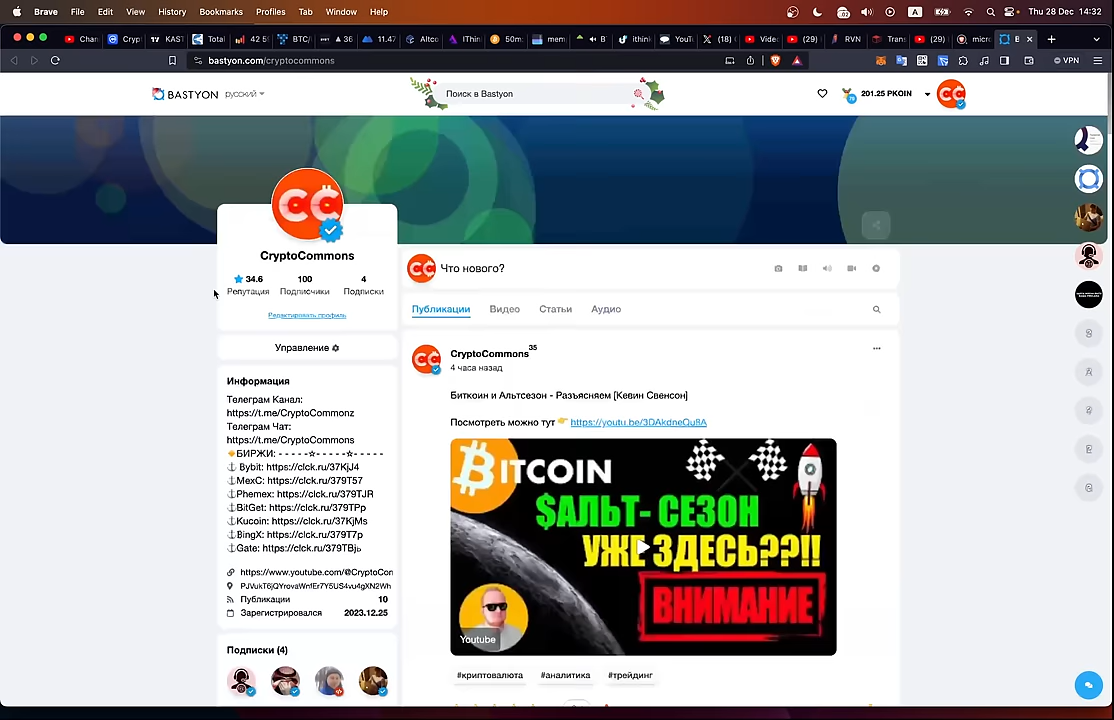 Brave File Edit View History Bookmarks Profiles Tab Window Help
A Thu 28 Dec 14:32
bastyon.com/cryptocommons
VPN
BASTYON русский
Поиск в Bastyon
201.25 PKOIN
CryptoCommons
34.6 100 4
Репутация Подписчики Подписки
Редактировать профиль
Управление
Информация
Телеграм Канал:
https://t.me/CryptoCommonz
Телеграм Чат:
https://t.me/CryptoCommons
🔸БИРЖИ: - - - - -☆- - - - -☆- - - - -
⚓ Bybit: https://clck.ru/37KjJ4
⚓MexC: https://clck.ru/379T57
⚓Phemex: https://clck.ru/379TJR
⚓BitGet: https://clck.ru/379TPp
⚓Kucoin: https://clck.ru/37KjMs
⚓BingX: https://clck.ru/379T7p
⚓Gate: https://clck.ru/379TBj
https://www.youtube.com/@CryptoCon
Публикации 10
Зарегистрировался 2023.12.25
Подписки (4)
Что нового?
Публикации Видео Статьи Аудио
CryptoCommons 35
4 часа назад
Биткоин и Альтсезон - Разъясняем [Кевин Свенсон]
Посмотреть можно тут 👉 https://youtu.be/3DAkdneQu8A
BITCOIN
$АЛЬТ- СЕЗОН
УЖЕ ЗДЕСЬ??!!
ВНИМАНИЕ
Youtube
#криптовалюта #аналитика #трейдинг